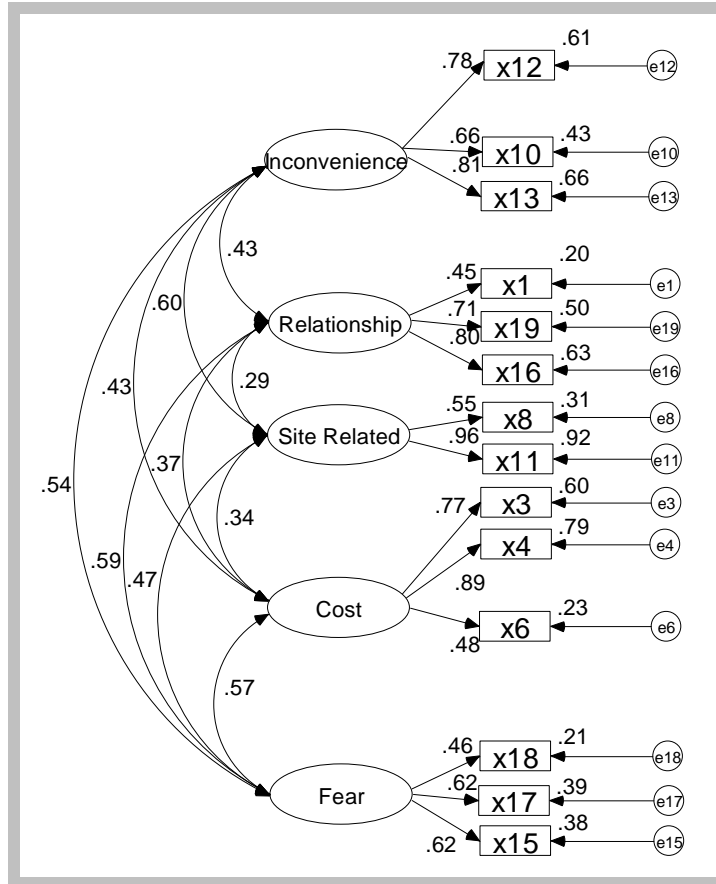 .61
.78
x12
e12
.66
.43
x10
e10
Inconvenience
.81
.66
x13
e13
.43
.20
.45
x1
e1
.60
.71
.50
Relationship
x19
e19
.80
.63
x16
e16
.43
.29
.55
.31
x8
e8
Site Related
.96
.92
x11
e11
.37
.60
.77
x3
e3
.54
.34
.79
x4
e4
.59
.47
.89
Cost
.23
x6
e6
.48
.57
.46
.21
x18
e18
.62
.39
Fear
x17
e17
.38
.62
x15
e15